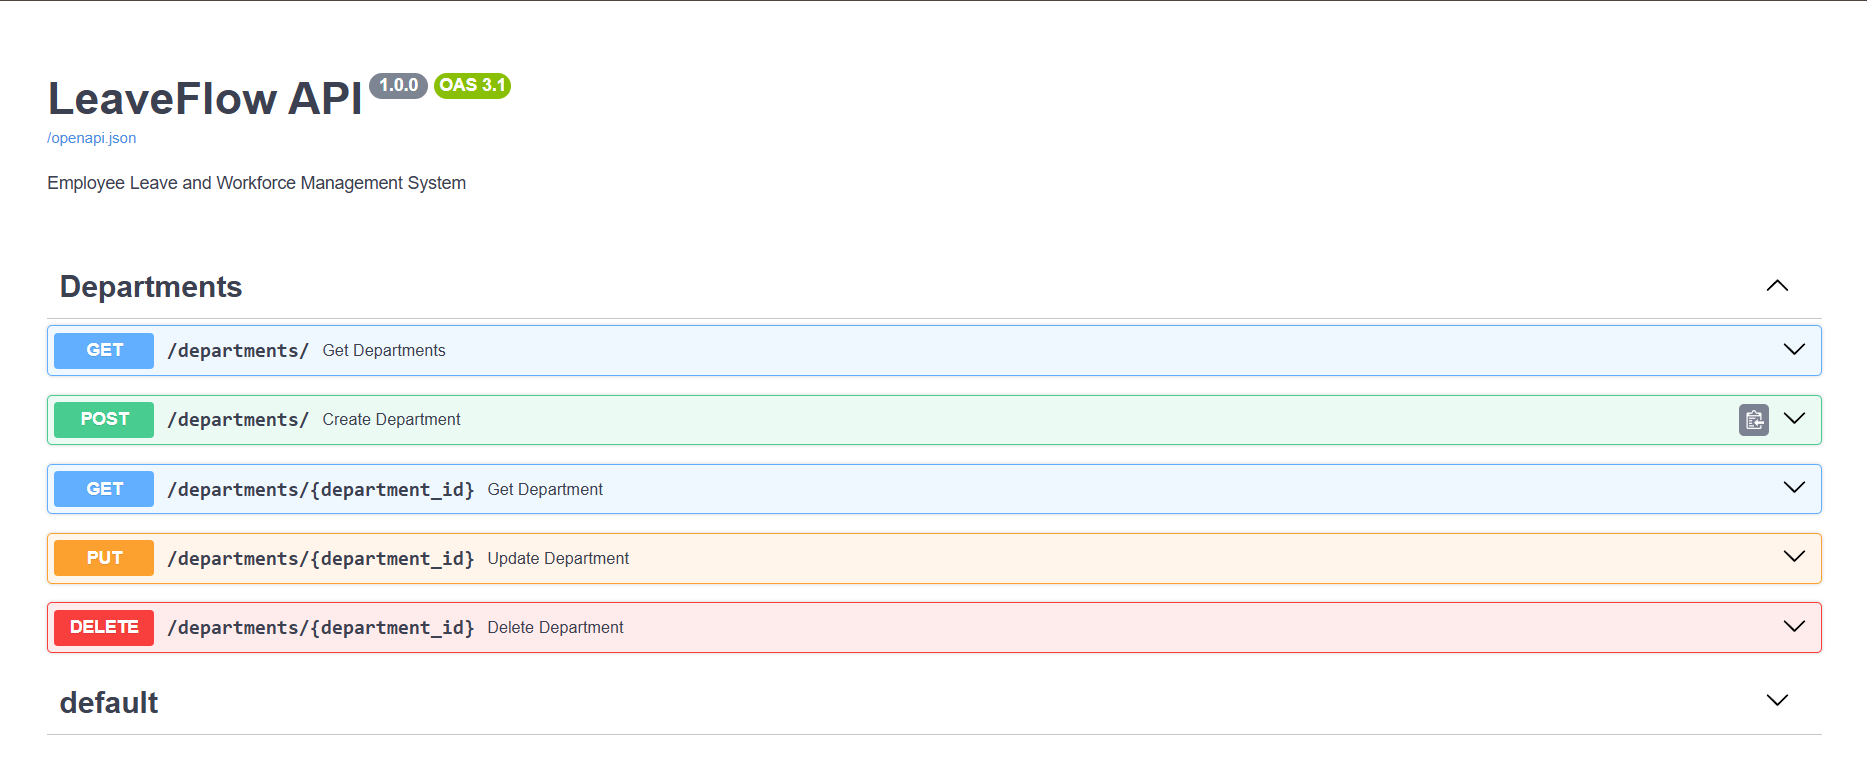 LeaveFlow API 1.0.0 OAS 3.1
/openapi.json
Employee Leave and Workforce Management System
Departments
GET /departments/ Get Departments
POST /departments/ Create Department
GET /departments/{department_id} Get Department
PUT /departments/{department_id} Update Department
DELETE /departments/{department_id} Delete Department
default